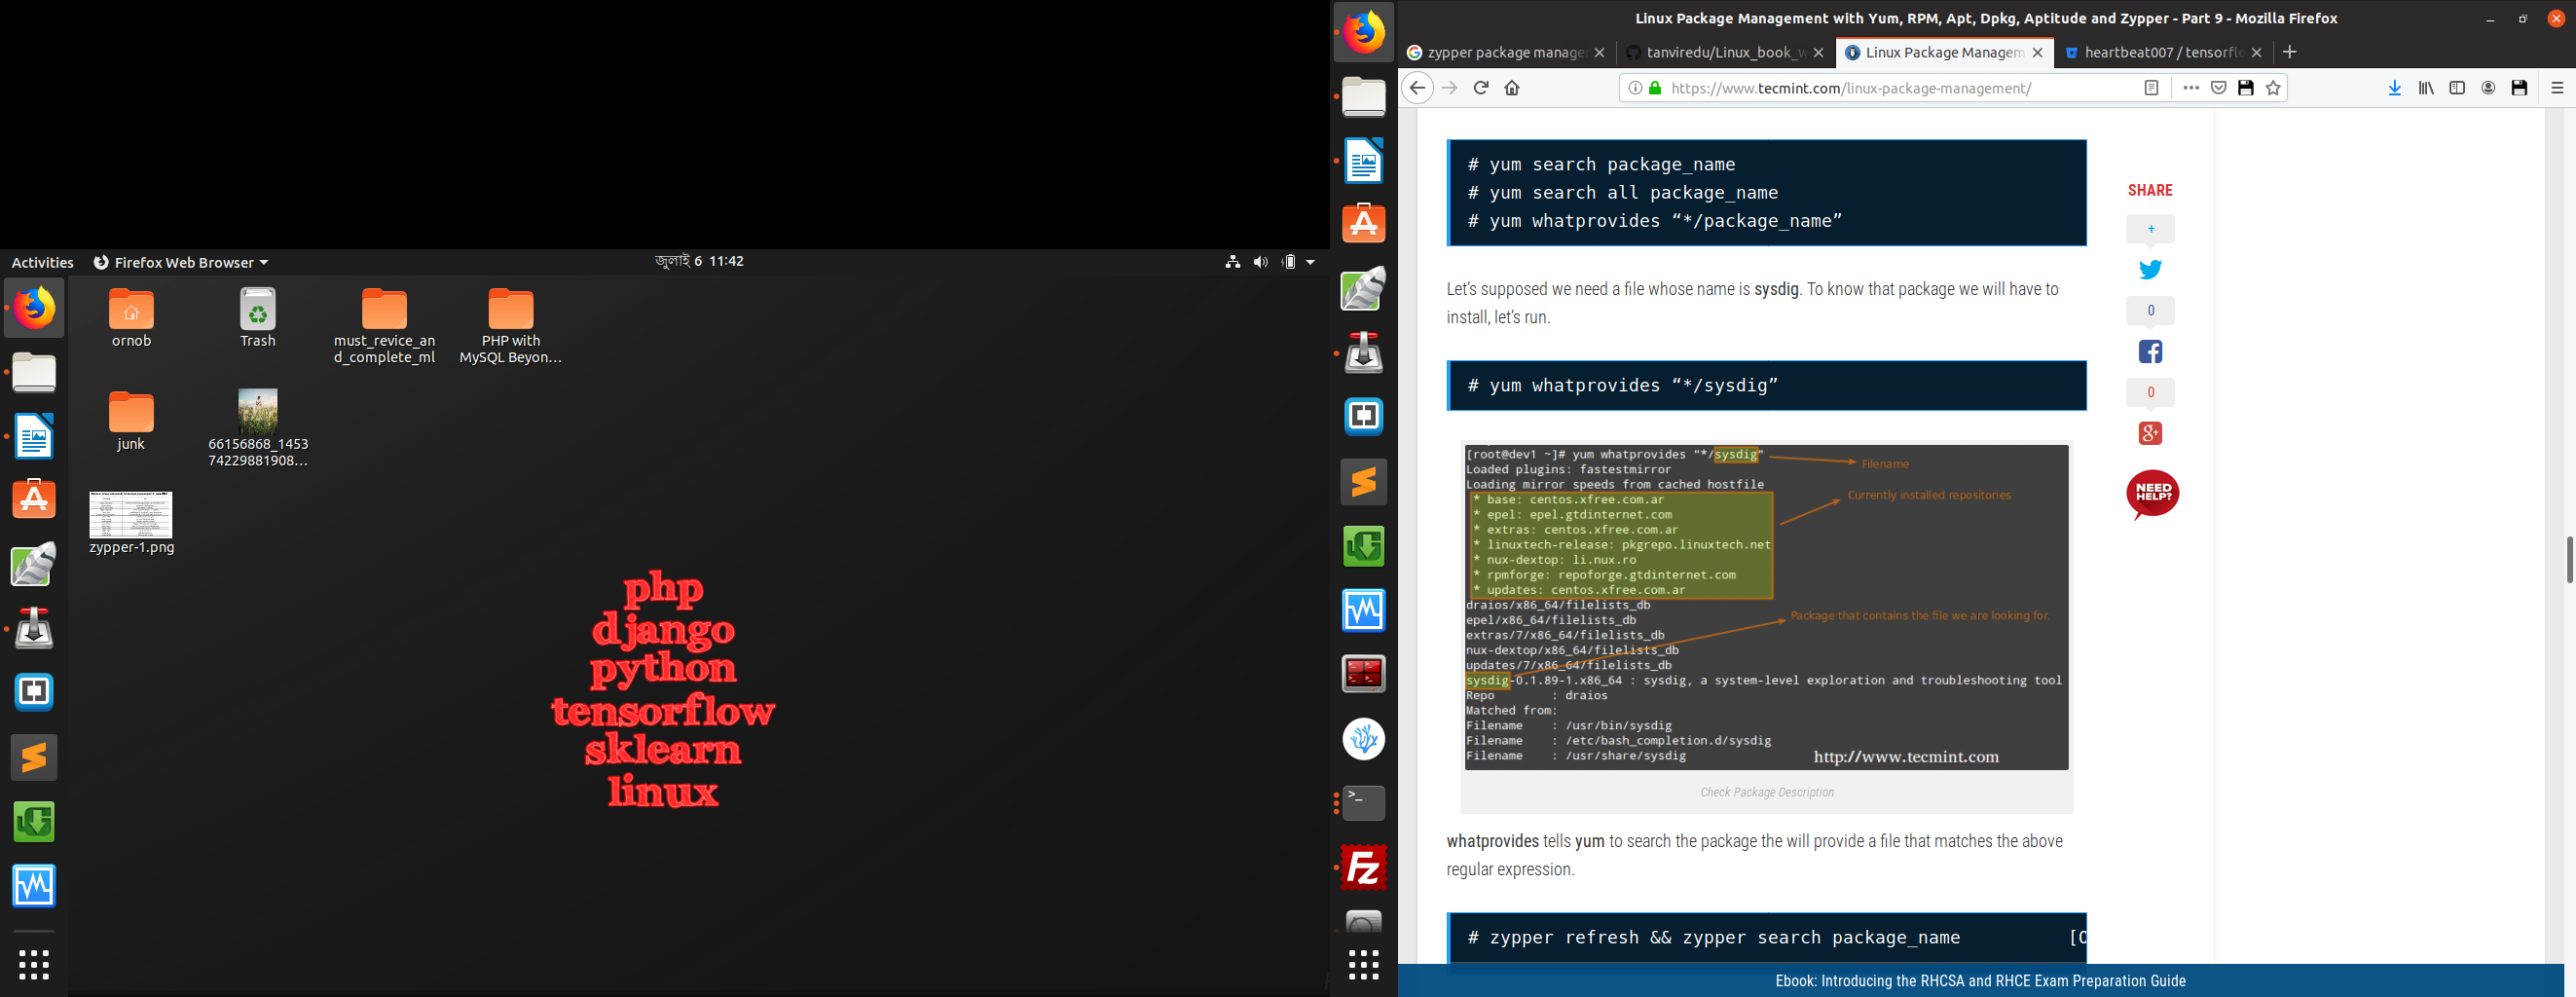 Activities
Firefox Web Browser
জুলাই 6 11:42
ornob
Trash
must_revice_an
d_complete_ml
PHP with
MySQL Beyon...
junk
66156868_1453
74229881908...
zypper-1.png
php
django
python
tensorflow
sklearn
linux
Linux Package Management with Yum, RPM, Apt, Dpkg, Aptitude and Zypper - Part 9 - Mozilla Firefox
zypper package manage
tanviredu/Linux_book_w
Linux Package Managem
heartbeat007 / tensorflo
https://www.tecmint.com/linux-package-management/
# yum search package_name
# yum search all package_name
# yum whatprovides “*/package_name”
Let’s supposed we need a file whose name is sysdig. To know that package we will have to
install, let’s run.
# yum whatprovides “*/sysdig”
[root@dev1 ~]# yum whatprovides "*/sysdig"
Filename
Loaded plugins: fastestmirror
Loading mirror speeds from cached hostfile
* base: centos.xfree.com.ar
Currently installed repositories
* epel: epel.gtdinternet.com
* extras: centos.xfree.com.ar
* linuxtech-release: pkgrepo.linuxtech.net
* nux-dextop: li.nux.ro
* rpmforge: repoforge.gtdinternet.com
* updates: centos.xfree.com.ar
draios/x86_64/filelists_db
Package that contains the file we are looking for.
epel/x86_64/filelists_db
extras/7/x86_64/filelists_db
nux-dextop/x86_64/filelists_db
updates/7/x86_64/filelists_db
sysdig-0.1.89-1.x86_64 : sysdig, a system-level exploration and troubleshooting tool
Repo : draios
Matched from:
Filename : /usr/bin/sysdig
Filename : /etc/bash_completion.d/sysdig
Filename : /usr/share/sysdig
http://www.tecmint.com
Check Package Description
whatprovides tells yum to search the package the will provide a file that matches the above
regular expression.
# zypper refresh && zypper search package_name [O
SHARE
+
0
0
g+
NEED
HELP?
Ebook: Introducing the RHCSA and RHCE Exam Preparation Guide